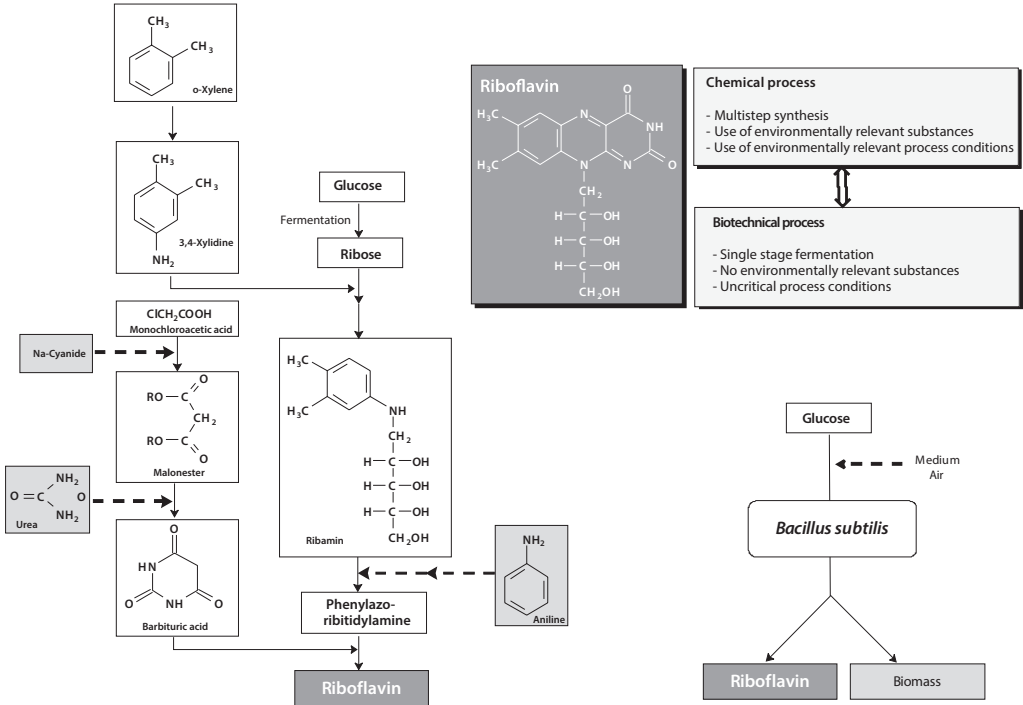 CH3
CH3
o-Xylene
CH3
CH3
3,4-Xylidine
NH2
Glucose
Fermentation
Ribose
ClCH2COOH
Monochloroacetic acid
Na-Cyanide
RO—C
O
CH2
RO—C
O
Malonester
NH2
O=C O
NH2
Urea
O
HN
O NH O
Barbituric acid
H3C
H3C
NH
CH2
H—C—OH
H—C—OH
H—C—OH
CH2OH
Ribamin
NH2
Aniline
Phenylazo-
ribitidylamine
Riboflavin
Riboflavin
O
H3C N NH
H3C N N O
CH2
H—C—OH
H—C—OH
H—C—OH
CH2OH
Chemical process
- Multistep synthesis
- Use of environmentally relevant substances
- Use of environmentally relevant process conditions
Biotechnical process
- Single stage fermentation
- No environmentally relevant substances
- Uncritical process conditions
Glucose
Medium
Air
Bacillus subtilis
Riboflavin
Biomass